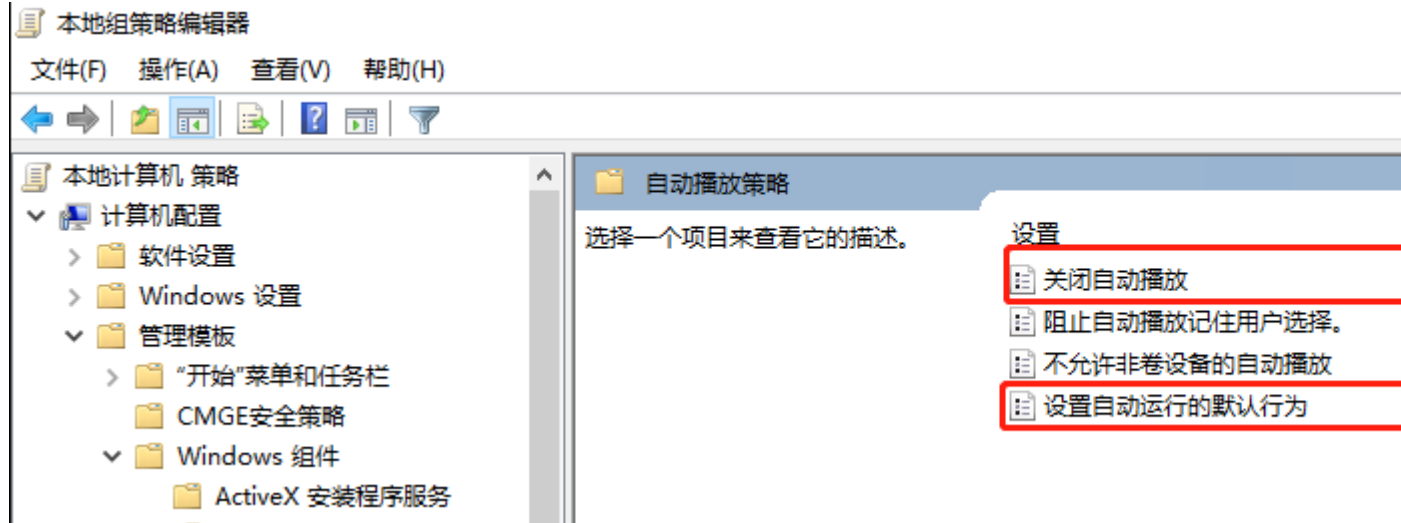 本地组策略编辑器
文件(F) 操作(A) 查看(V) 帮助(H)
本地计算机 策略
计算机配置
软件设置
Windows 设置
管理模板
“开始”菜单和任务栏
CMGE安全策略
Windows 组件
ActiveX 安装程序服务
自动播放策略
选择一个项目来查看它的描述。
设置
关闭自动播放
阻止自动播放记住用户选择。
不允许非卷设备的自动播放
设置自动运行的默认行为